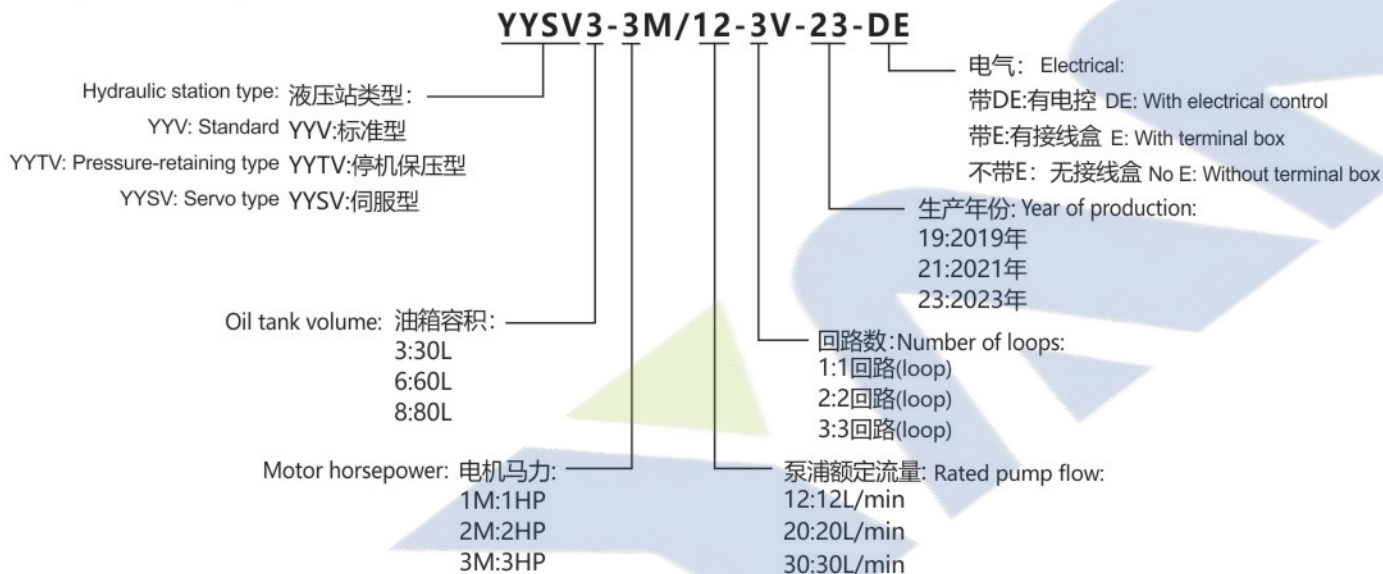 YYSV3-3M/12-3V-23-DE
Hydraulic station type: 液压站类型：
YYV: Standard YYV:标准型
YYTV: Pressure-retaining type YYTV:停机保压型
YYSV: Servo type YYSV:伺服型
电气： Electrical:
带DE:有电控 DE: With electrical control
带E:有接线盒 E: With terminal box
不带E：无接线盒 No E: Without terminal box
生产年份: Year of production:
19:2019年
21:2021年
23:2023年
Oil tank volume: 油箱容积：
3:30L
6:60L
8:80L
回路数:Number of loops:
1:1回路(loop)
2:2回路(loop)
3:3回路(loop)
Motor horsepower: 电机马力:
1M:1HP
2M:2HP
3M:3HP
泵浦额定流量: Rated pump flow:
12:12L/min
20:20L/min
30:30L/min